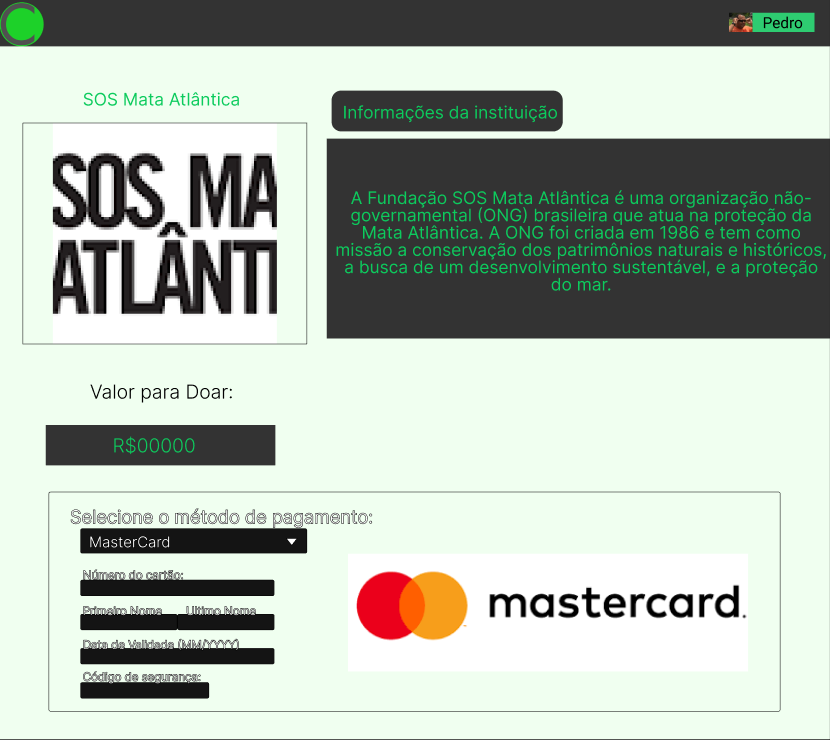 Pedro
SOS Mata Atlântica
Informações da instituição
SOS MA
ATLÂNTI
A Fundação SOS Mata Atlântica é uma organização não-
governamental (ONG) brasileira que atua na proteção da
Mata Atlântica. A ONG foi criada em 1986 e tem como
missão a conservação dos patrimônios naturais e históricos,
a busca de um desenvolvimento sustentável, e a proteção
do mar.
Valor para Doar:
R$00000
Selecione o método de pagamento:
MasterCard
Número do cartão:
Primeiro Nome Ultimo Nome
Data de Validade (MM/YYYY)
Código de segurança:
mastercard.